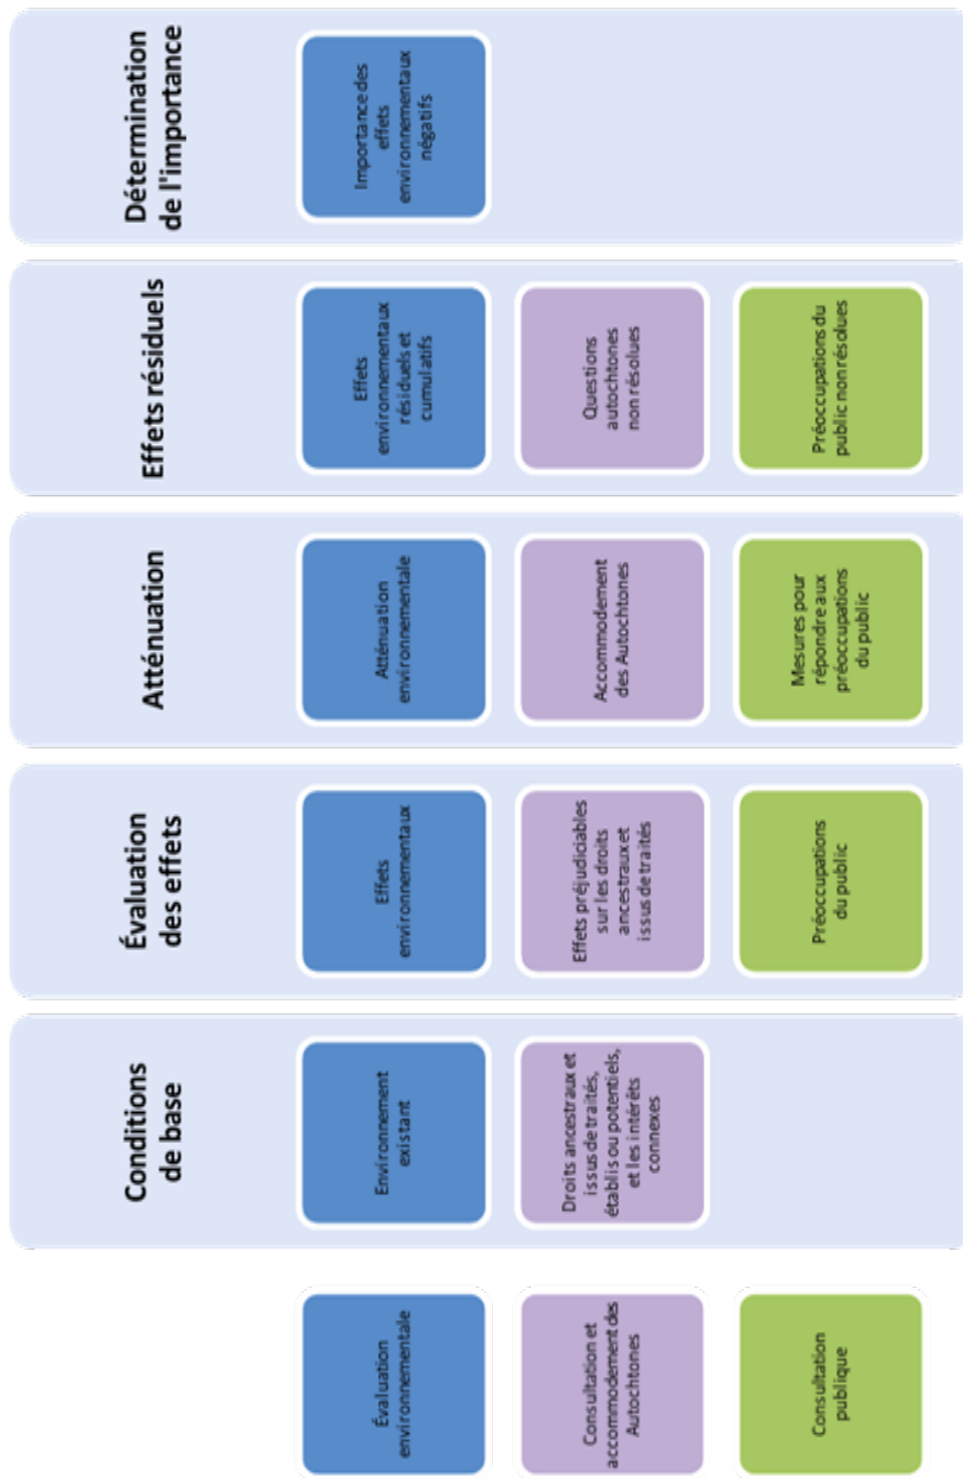 Conditions
de base
Évaluation
des effets
Atténuation
Effets résiduels
Détermination
de l'importance
Évaluation
environnementale
Environnement
existant
Effets
environnementaux
Atténuation
environnementale
Effets
environnementaux
résiduels et
cumulatifs
Importance des
effets
environnementaux
négatifs
Consultation et
accommodement des
Autochtones
Droits ancestraux et
issus de traités,
établis ou potentiels,
et les intérêts
connexes
Effets préjudiciables
sur les droits
ancestraux et
issus de traités
Accommodement
des Autochtones
Questions
autochtones
non résolues
Consultation
publique
Préoccupations
du public
Mesures pour
répondre aux
préoccupations
du public
Préoccupations du
public non résolues